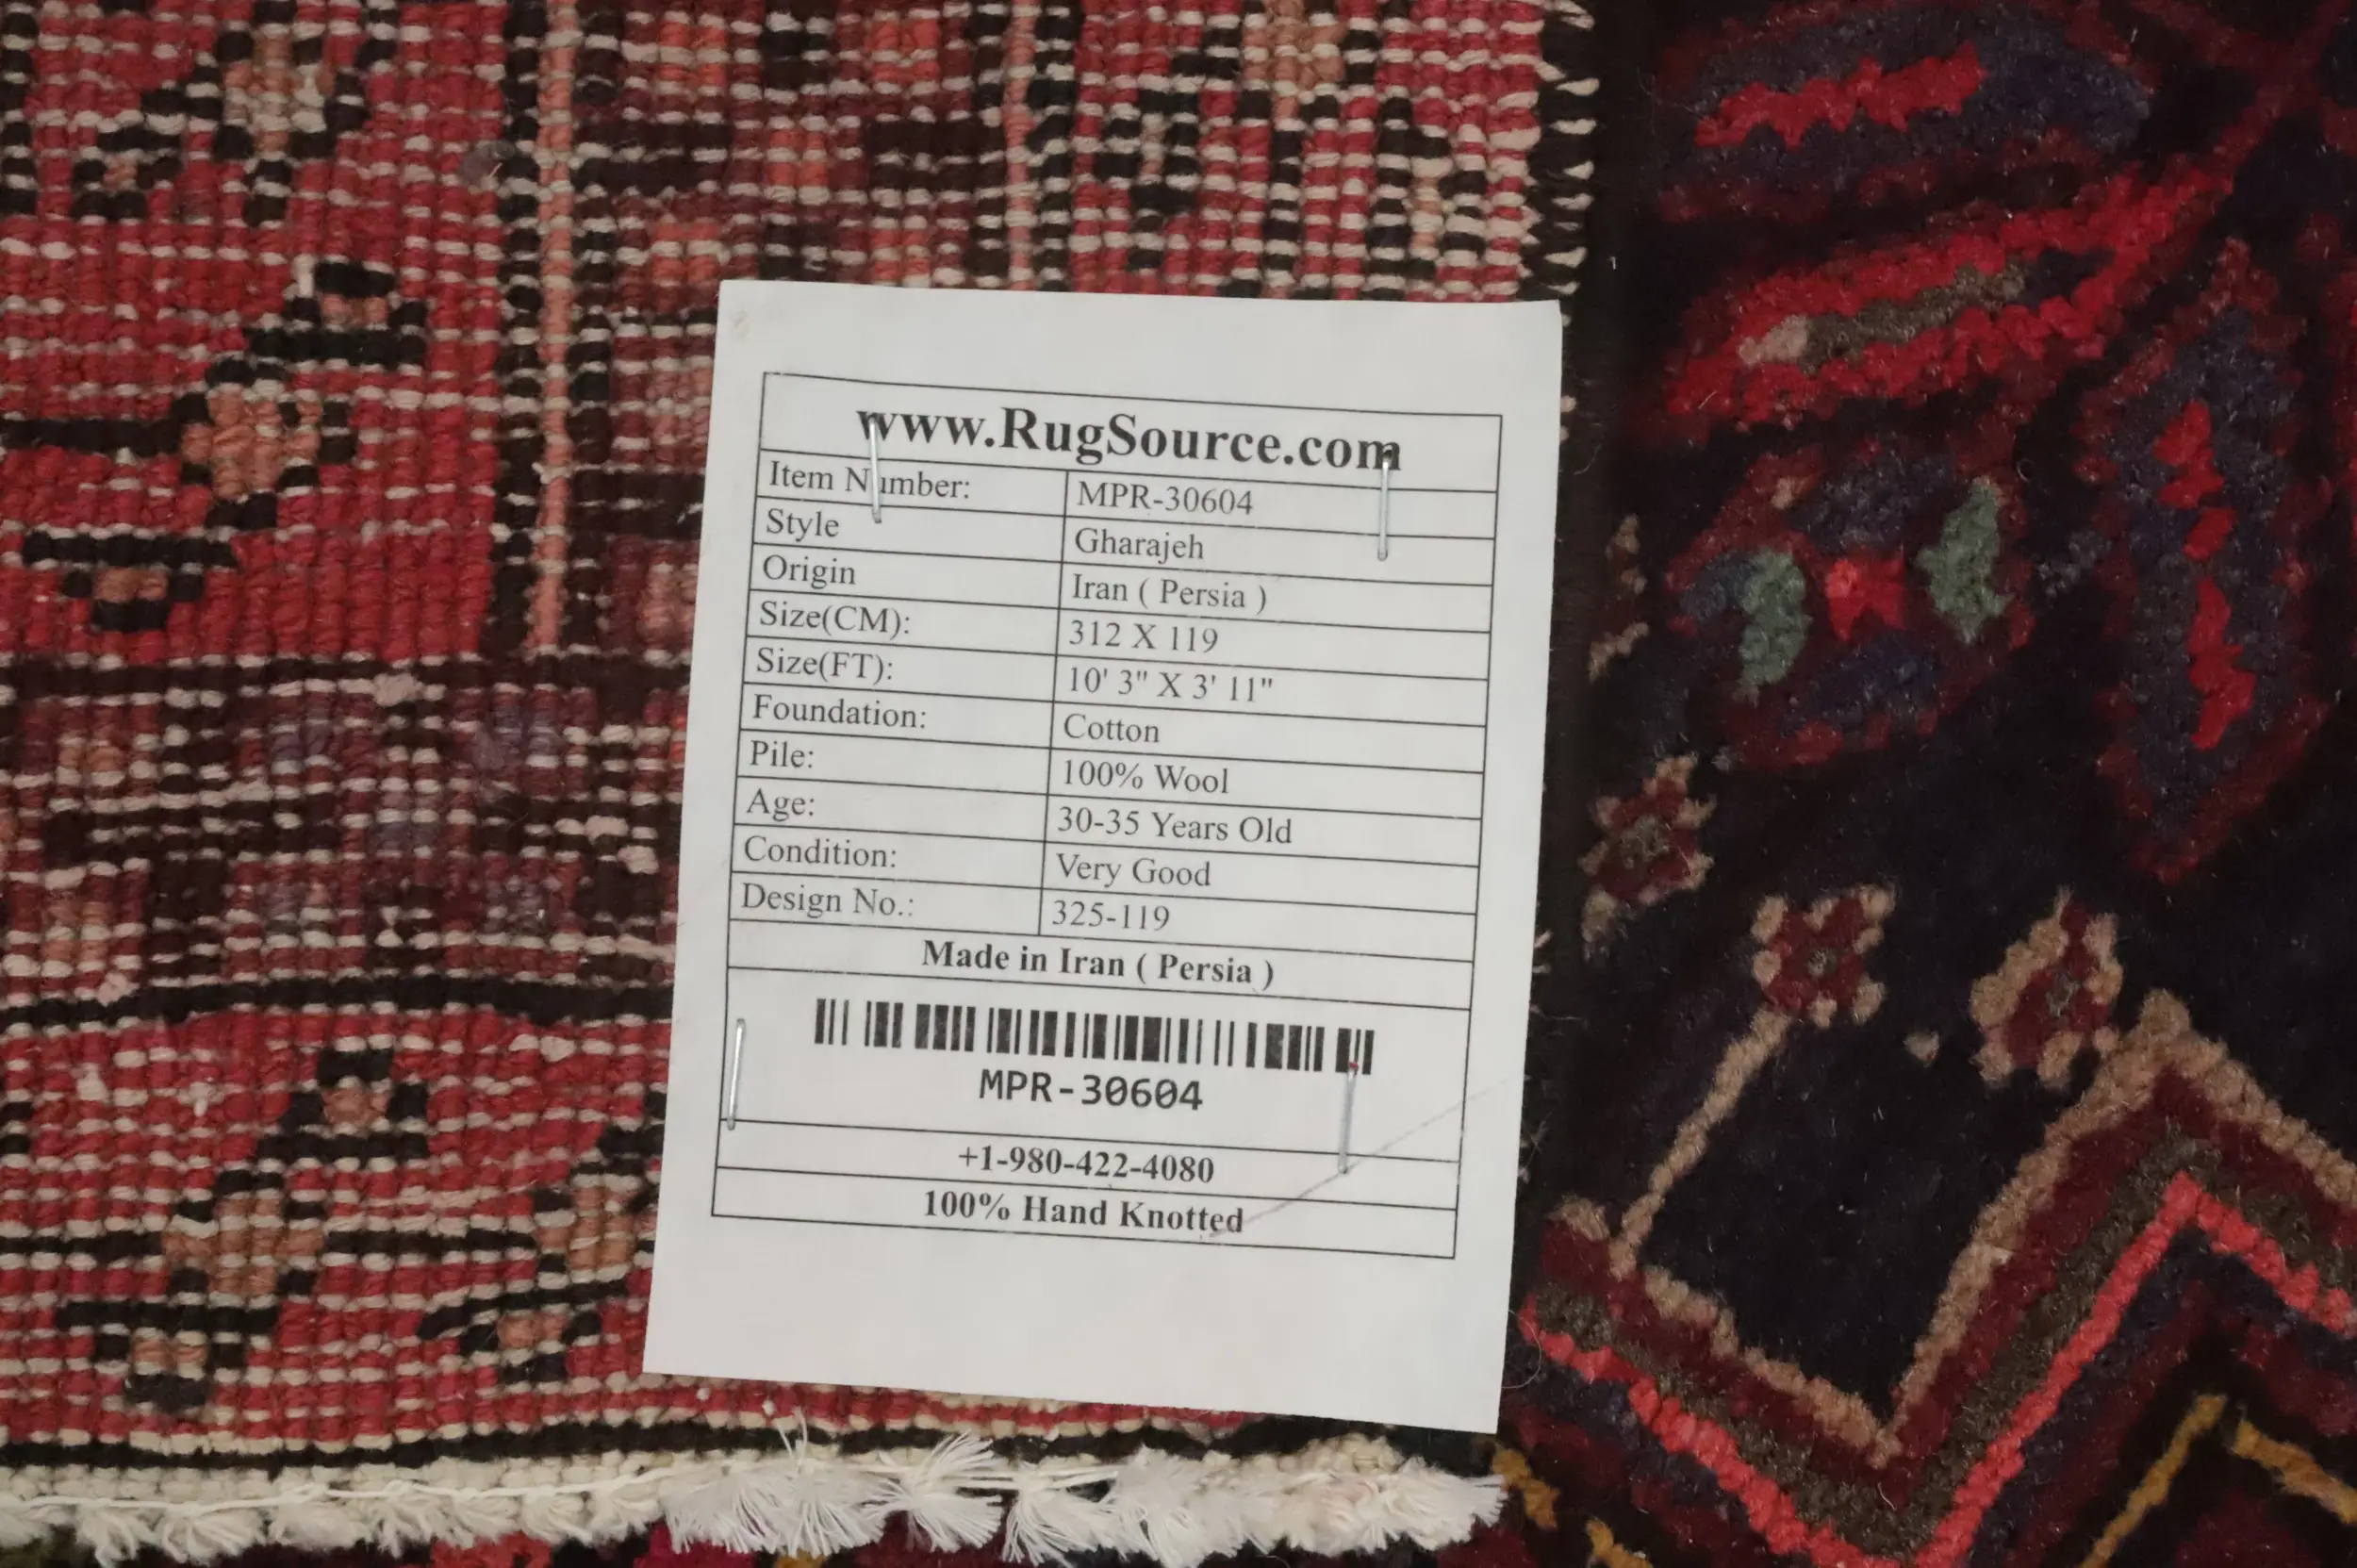 www.RugSource.com
Item Number: MPR-30604
Style Gharajeh
Origin Iran ( Persia )
Size(CM): 312 X 119
Size(FT): 10' 3" X 3' 11"
Foundation: Cotton
Pile: 100% Wool
Age: 30-35 Years Old
Condition: Very Good
Design No.: 325-119
Made in Iran ( Persia )
MPR-30604
+1-980-422-4080
100% Hand Knotted